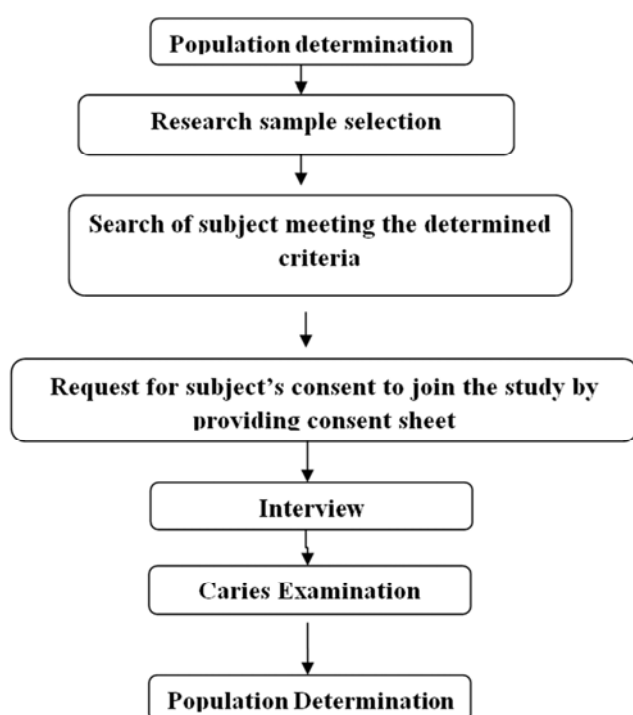 Population determination
Research sample selection
Search of subject meeting the determined
criteria
Request for subject's consent to join the study by
providing consent sheet
Interview
Caries Examination
Population Determination